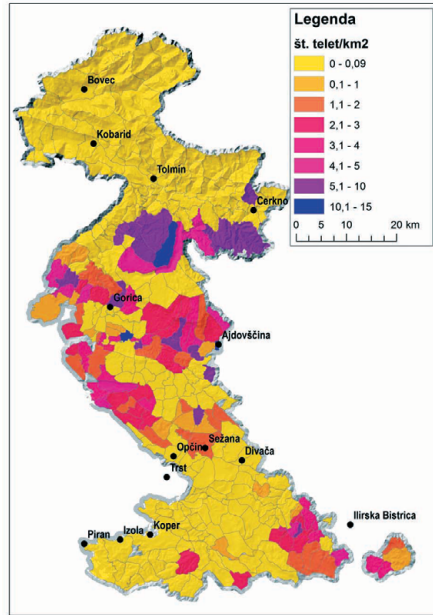 Legenda
št. telet/km2
0 - 0,09
0,1 - 1
1,1 - 2
2,1 - 3
3,1 - 4
4,1 - 5
5,1 - 10
10,1 - 15
0 10 20 km
Bovec
Kobarid
Tolmin
Cerkno
Gorica
Ajdovščina
Sežana
Opčine
Divača
Trst
Ilirska Bistrica
Koper
Izola
Piran